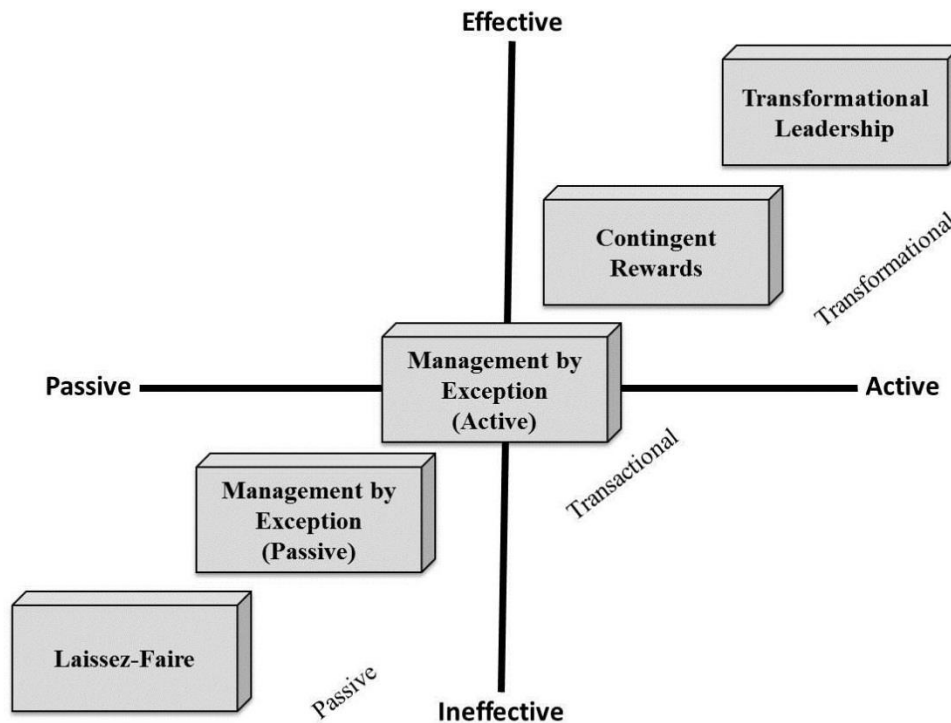 Effective
Transformational
Leadership
Contingent
Rewards
Transformational
Management by
Exception
(Active)
Passive
Active
Transactional
Management by
Exception
(Passive)
Laissez-Faire
Passive
Ineffective